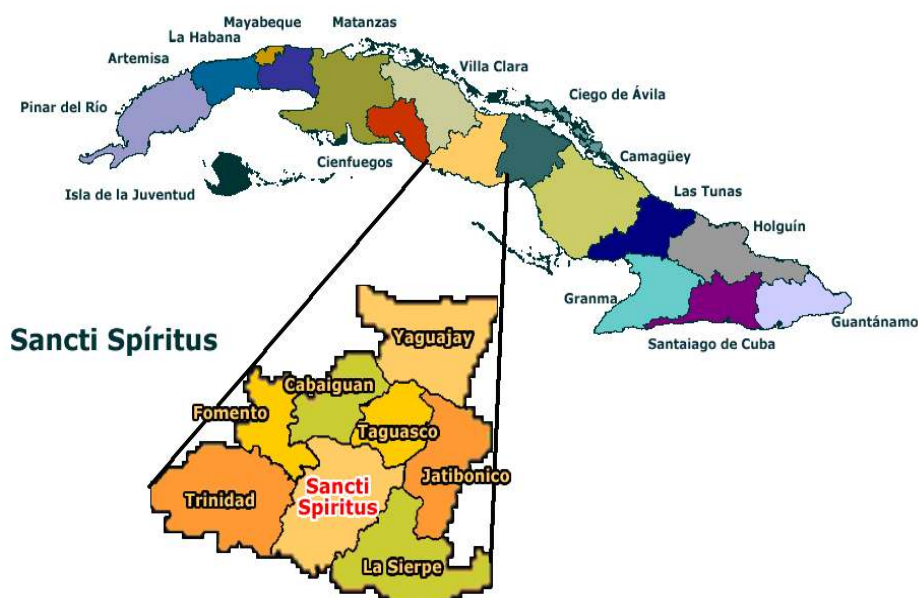 Mayabeque
Matanzas
La Habana
Artemisa
Villa Clara
Ciego de Ávila
Pinar del Río
Camagüey
Cienfuegos
Las Tunas
Isla de la Juventud
Holguín
Granma
Guantánamo
Santaiago de Cuba
Sancti Spíritus
Yaguajay
Cabaiguan
Fomento
Taguasco
Jatibonico
Sancti
Spiritus
Trinidad
La Sierpe